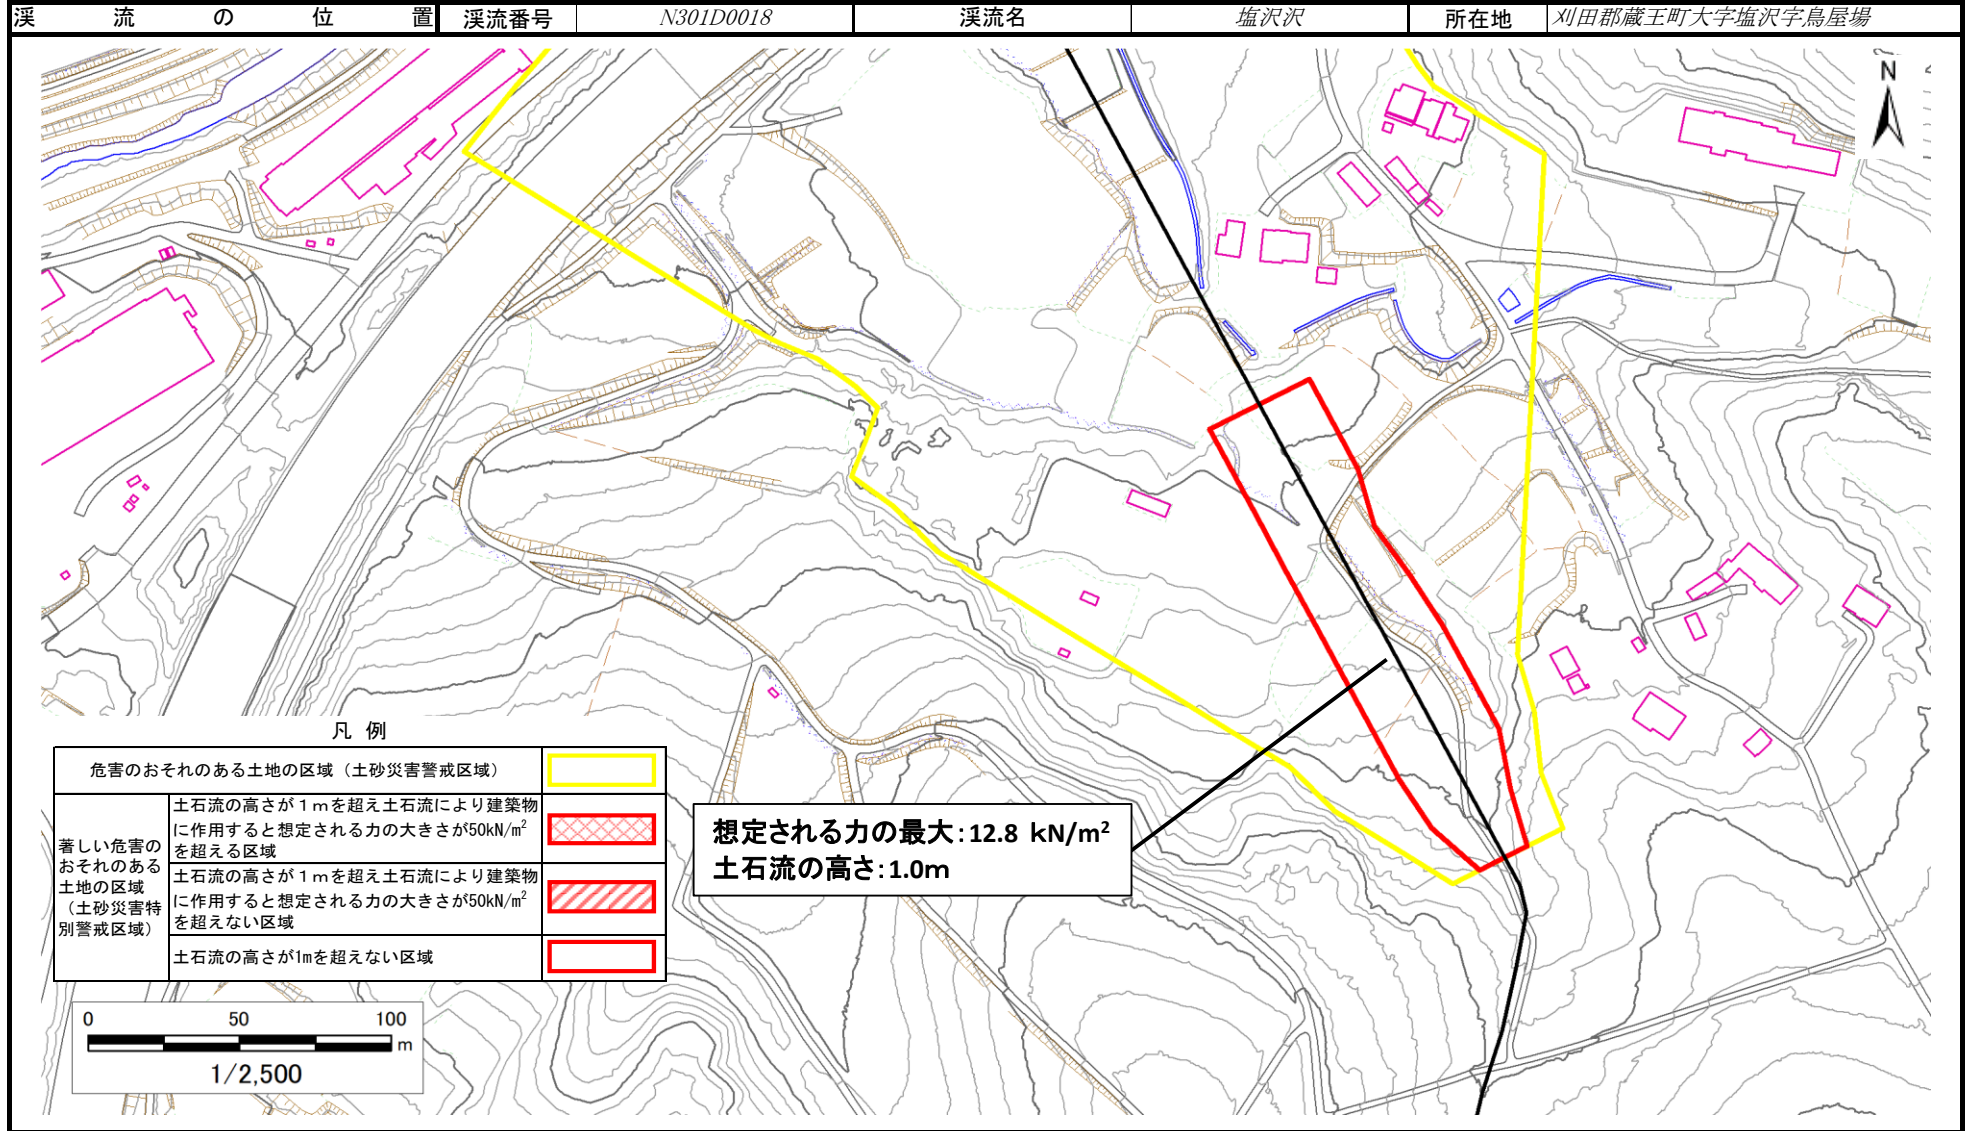 渓流の位置 渓流番号 N301D0018 渓流名 塩沢沢 所在地 刈田郡蔵王町大字塩沢字鳥屋場
N
凡 例
危害のおそれのある土地の区域（土砂災害警戒区域）
著しい危害の
おそれのある
土地の区域
（土砂災害特
別警戒区域）
土石流の高さが１ｍを超え土石流により建築物
に作用すると想定される力の大きさが50kN/m²
を超える区域
土石流の高さが１ｍを超え土石流により建築物
に作用すると想定される力の大きさが50kN/m²
を超えない区域
土石流の高さが1mを超えない区域
想定される力の最大：12.8 kN/m²
土石流の高さ：1.0m
0 50 100
m
1/2,500